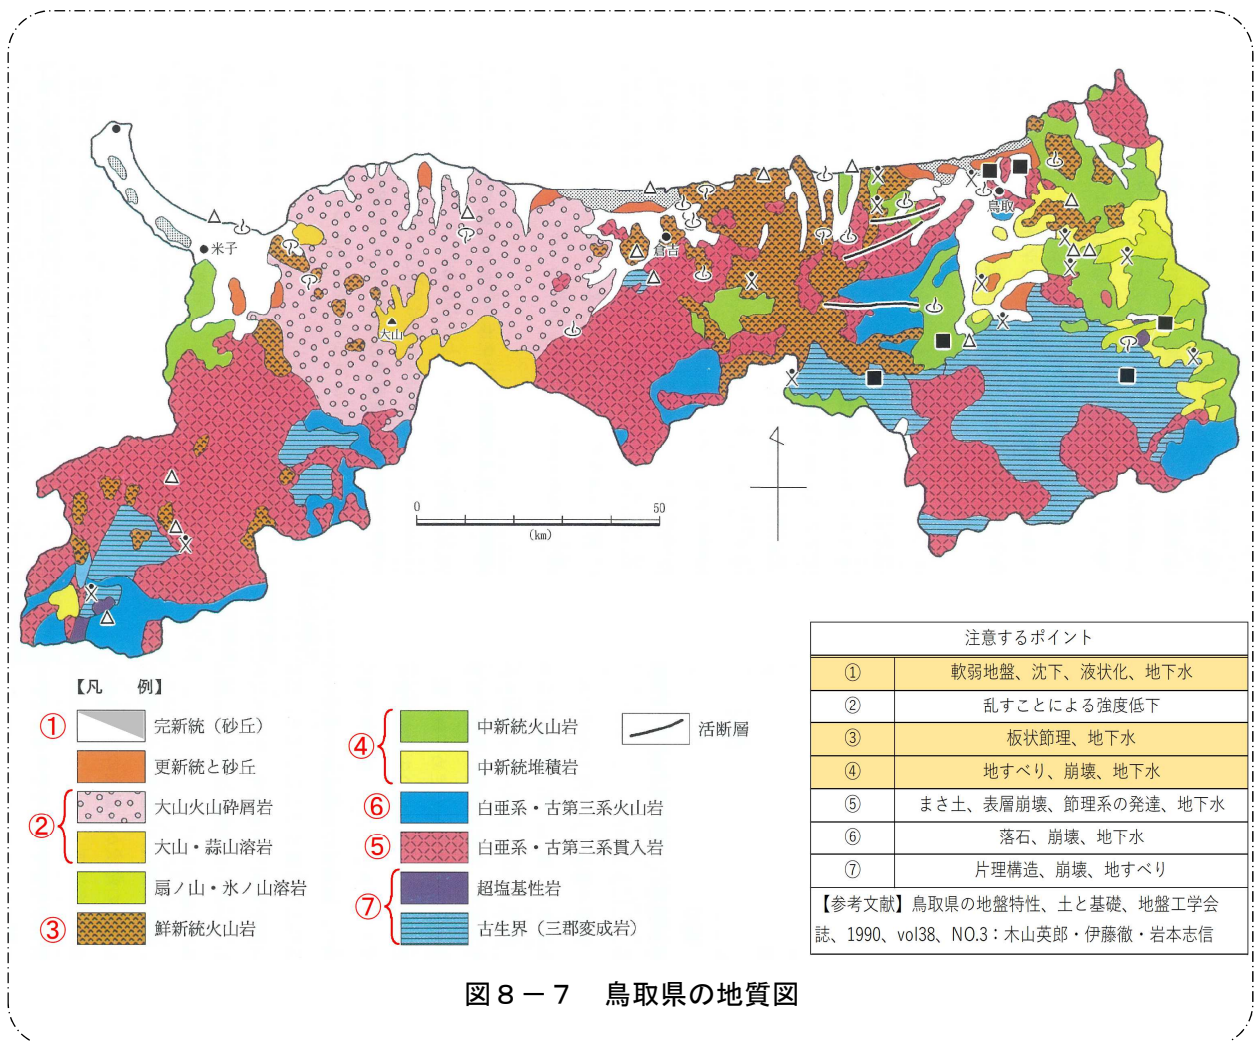 米子
大山
倉吉
鳥取
0 50
(km)
【凡 例】
① 完新統（砂丘）
更新統と砂丘
② 大山火山砕屑岩
大山・蒜山溶岩
扇ノ山・氷ノ山溶岩
③ 鮮新統火山岩
④ 中新統火山岩
中新統堆積岩
⑥ 白亜系・古第三系火山岩
⑤ 白亜系・古第三系貫入岩
⑦ 超塩基性岩
古生界（三郡変成岩）
活断層
注意するポイント
① 軟弱地盤、沈下、液状化、地下水
② 乱すことによる強度低下
③ 板状節理、地下水
④ 地すべり、崩壊、地下水
⑤ まさ土、表層崩壊、節理系の発達、地下水
⑥ 落石、崩壊、地下水
⑦ 片理構造、崩壊、地すべり
【参考文献】鳥取県の地盤特性、土と基礎、地盤工学会
誌、1990、vol38、NO.3：木山英郎・伊藤徹・岩本志信
図８－７　鳥取県の地質図